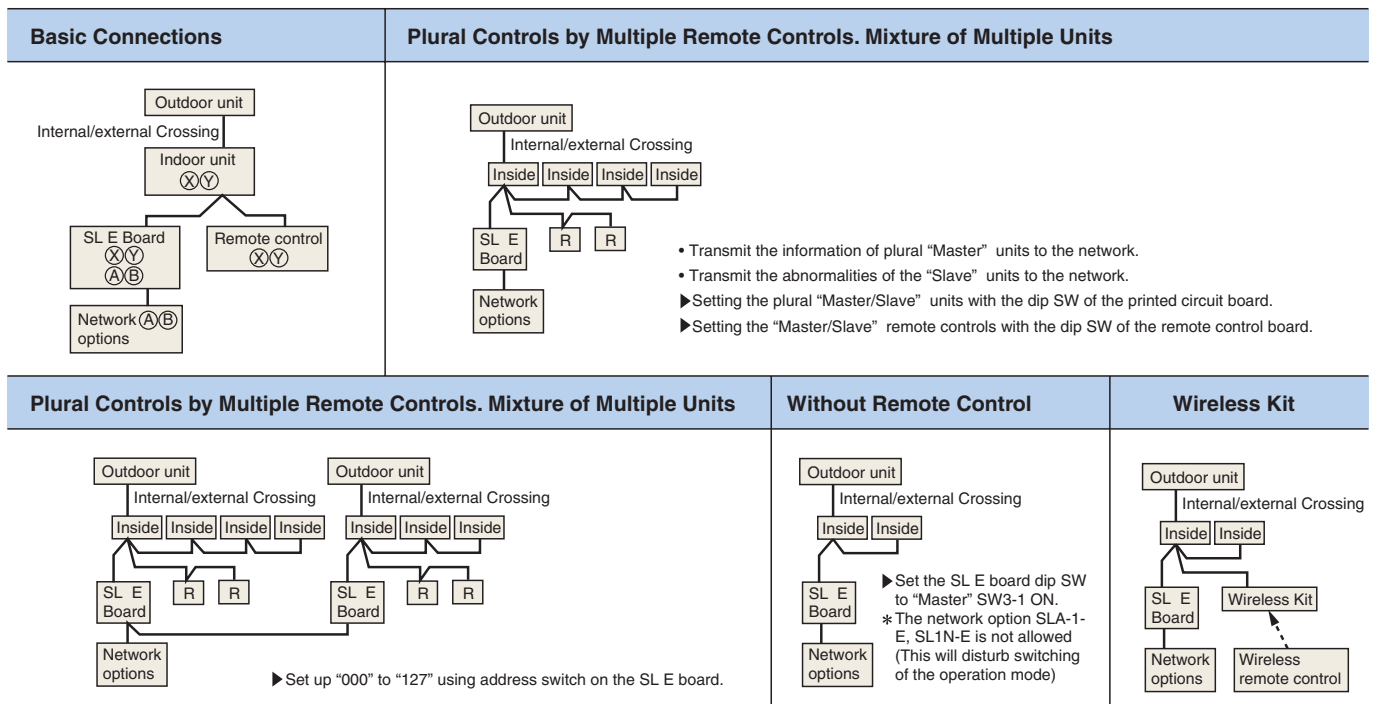 Basic Connections
Outdoor unit
Internal/external Crossing
Indoor unit
Ⓧ Ⓨ
SL E Board
Ⓧ Ⓨ
Ⓐ Ⓑ
Remote control
Ⓧ Ⓨ
Network Ⓐ Ⓑ
options
Plural Controls by Multiple Remote Controls. Mixture of Multiple Units
Outdoor unit
Internal/external Crossing
Inside Inside Inside Inside
SL E
Board
R R
Network
options
• Transmit the information of plural “Master” units to the network.
• Transmit the abnormalities of the “Slave” units to the network.
▶Setting the plural “Master/Slave” units with the dip SW of the printed circuit board.
▶Setting the “Master/Slave” remote controls with the dip SW of the remote control board.
Plural Controls by Multiple Remote Controls. Mixture of Multiple Units
Outdoor unit Outdoor unit
Internal/external Crossing Internal/external Crossing
Inside Inside Inside Inside Inside Inside Inside
SL E
Board
R R
SL E
Board
R R
Network
options
▶Set up “000” to “127” using address switch on the SL E board.
Without Remote Control
Outdoor unit
Internal/external Crossing
Inside Inside
SL E
Board
Network
options
▶Set the SL E board dip SW
to “Master” SW3-1 ON.
*The network option SLA-1-
E, SL1N-E is not allowed
(This will disturb switching
of the operation mode)
Wireless Kit
Outdoor unit
Internal/external Crossing
Inside Inside
SL E
Board
Wireless Kit
Network
options
Wireless
remote control